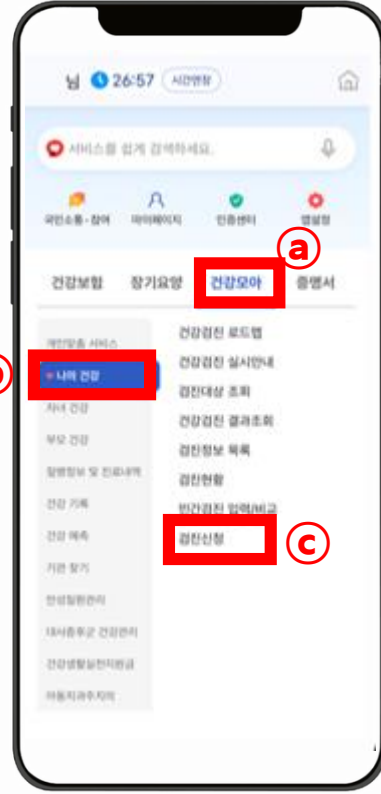 님 26:57 시간연장
서비스를 쉽게 검색하세요.
국민소통·참여 마이페이지 인증센터 앱설정
ⓐ
건강보험 장기요양 건강모아 증명서
개인맞춤 서비스
나의 건강
자녀 건강
부모 건강
질병정보 및 진료내역
건강 기록
건강 예측
기관 찾기
만성질환관리
대사증후군 건강관리
건강생활실천지원금
아동치과주치의
건강검진 로드맵
건강검진 실시안내
검진대상 조회
건강검진 결과조회
검진정보 목록
검진현황
민간검진 입력/비교
검진신청
ⓒ